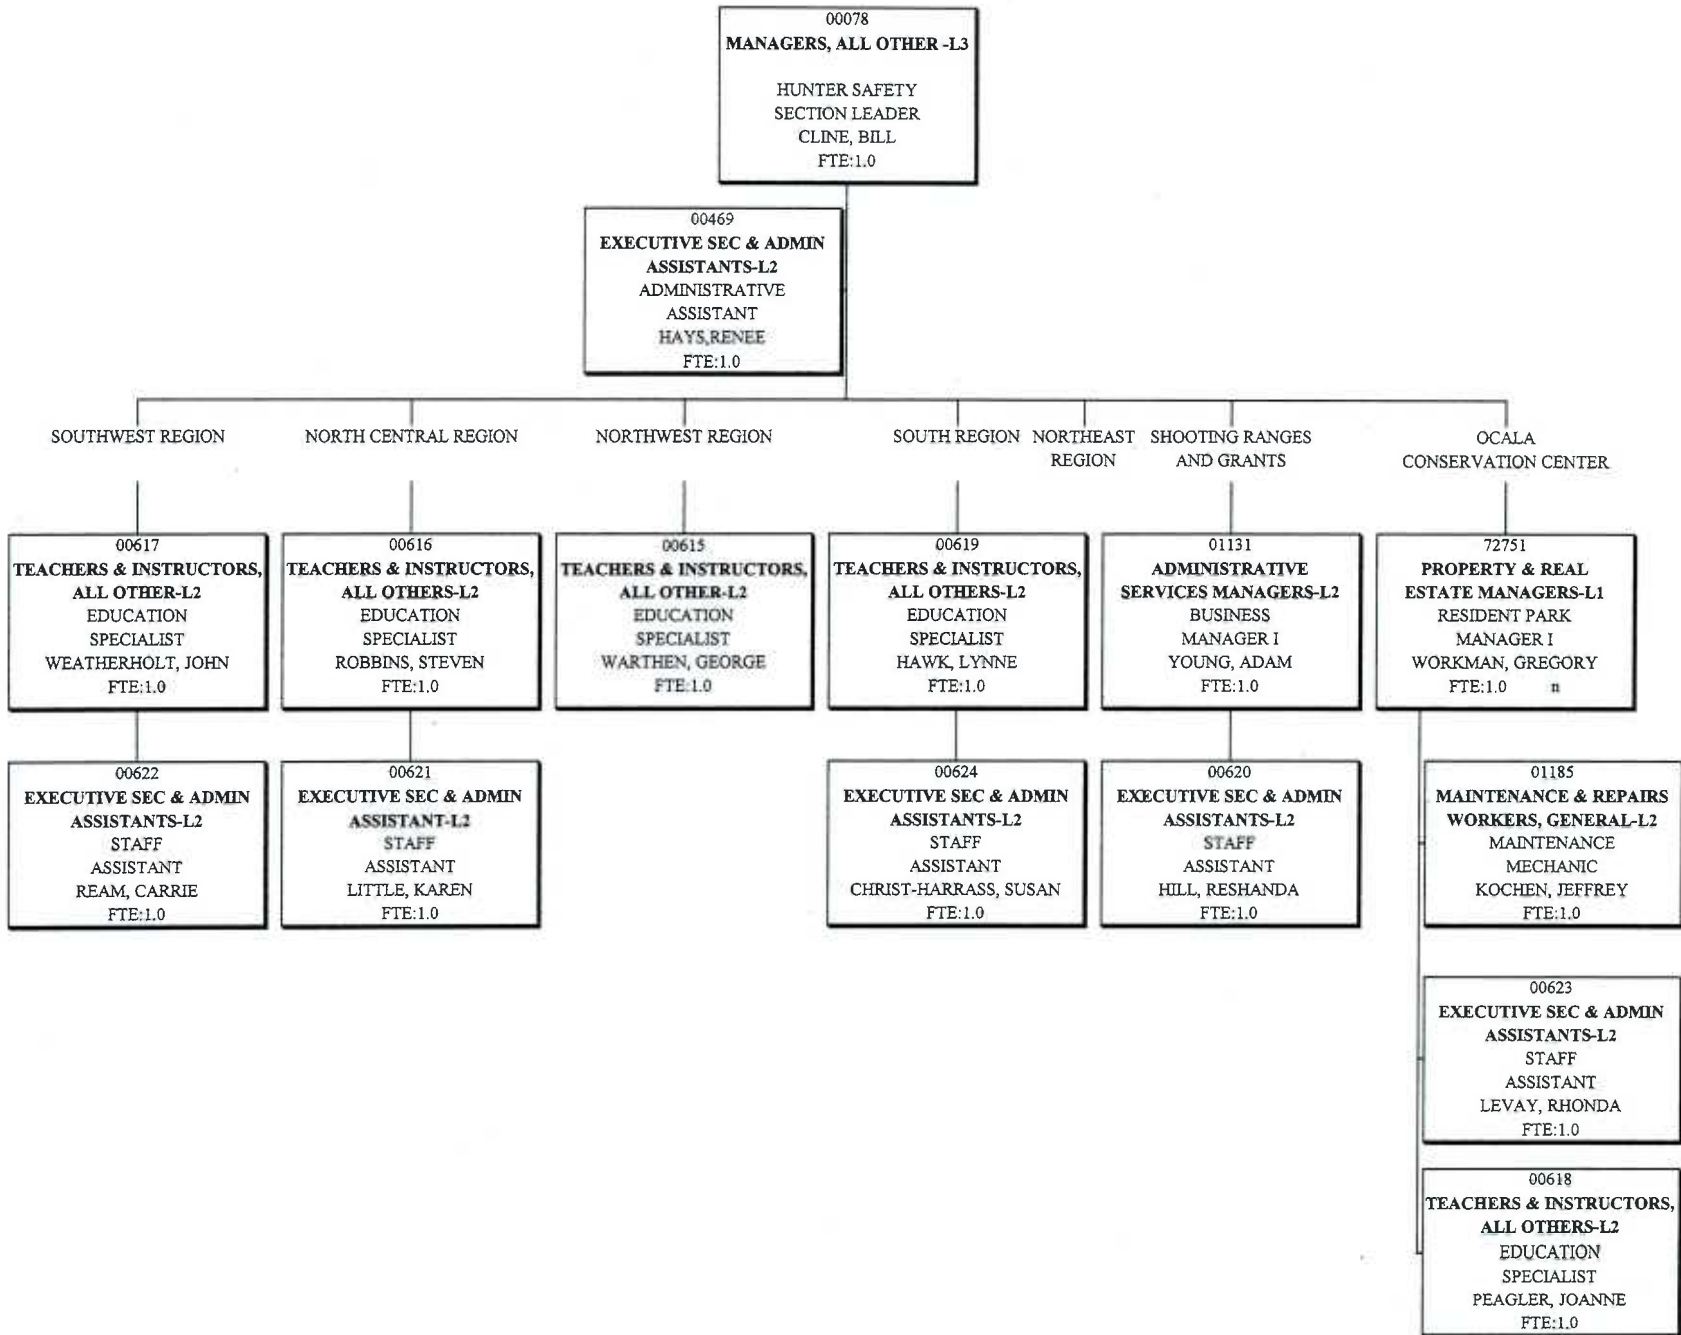 00078
MANAGERS, ALL OTHER -L3
HUNTER SAFETY
SECTION LEADER
CLINE, BILL
FTE:1.0
00469
EXECUTIVE SEC & ADMIN
ASSISTANTS-L2
ADMINISTRATIVE
ASSISTANT
HAYS,RENEE
FTE:1.0
SOUTHWEST REGION
NORTH CENTRAL REGION
NORTHWEST REGION
SOUTH REGION
NORTHEAST
REGION
SHOOTING RANGES
AND GRANTS
OCALA
CONSERVATION CENTER
00617
TEACHERS & INSTRUCTORS,
ALL OTHER-L2
EDUCATION
SPECIALIST
WEATHERHOLT, JOHN
FTE:1.0
00616
TEACHERS & INSTRUCTORS,
ALL OTHERS-L2
EDUCATION
SPECIALIST
ROBBINS, STEVEN
FTE:1.0
00615
TEACHERS & INSTRUCTORS,
ALL OTHER-L2
EDUCATION
SPECIALIST
WARTHEN, GEORGE
FTE:1.0
00619
TEACHERS & INSTRUCTORS,
ALL OTHERS-L2
EDUCATION
SPECIALIST
HAWK, LYNNE
FTE:1.0
01131
ADMINISTRATIVE
SERVICES MANAGERS-L2
BUSINESS
MANAGER I
YOUNG, ADAM
FTE:1.0
72751
PROPERTY & REAL
ESTATE MANAGERS-L1
RESIDENT PARK
MANAGER I
WORKMAN, GREGORY
FTE:1.0 n
00622
EXECUTIVE SEC & ADMIN
ASSISTANTS-L2
STAFF
ASSISTANT
REAM, CARRIE
FTE:1.0
00621
EXECUTIVE SEC & ADMIN
ASSISTANT-L2
STAFF
ASSISTANT
LITTLE, KAREN
FTE:1.0
00624
EXECUTIVE SEC & ADMIN
ASSISTANTS-L2
STAFF
ASSISTANT
CHRIST-HARRASS, SUSAN
FTE:1.0
00620
EXECUTIVE SEC & ADMIN
ASSISTANTS-L2
STAFF
ASSISTANT
HILL, RESHANDA
FTE:1.0
01185
MAINTENANCE & REPAIRS
WORKERS, GENERAL-L2
MAINTENANCE
MECHANIC
KOCHEN, JEFFREY
FTE:1.0
00623
EXECUTIVE SEC & ADMIN
ASSISTANTS-L2
STAFF
ASSISTANT
LEVAY, RHONDA
FTE:1.0
00618
TEACHERS & INSTRUCTORS,
ALL OTHERS-L2
EDUCATION
SPECIALIST
PEAGLER, JOANNE
FTE:1.0